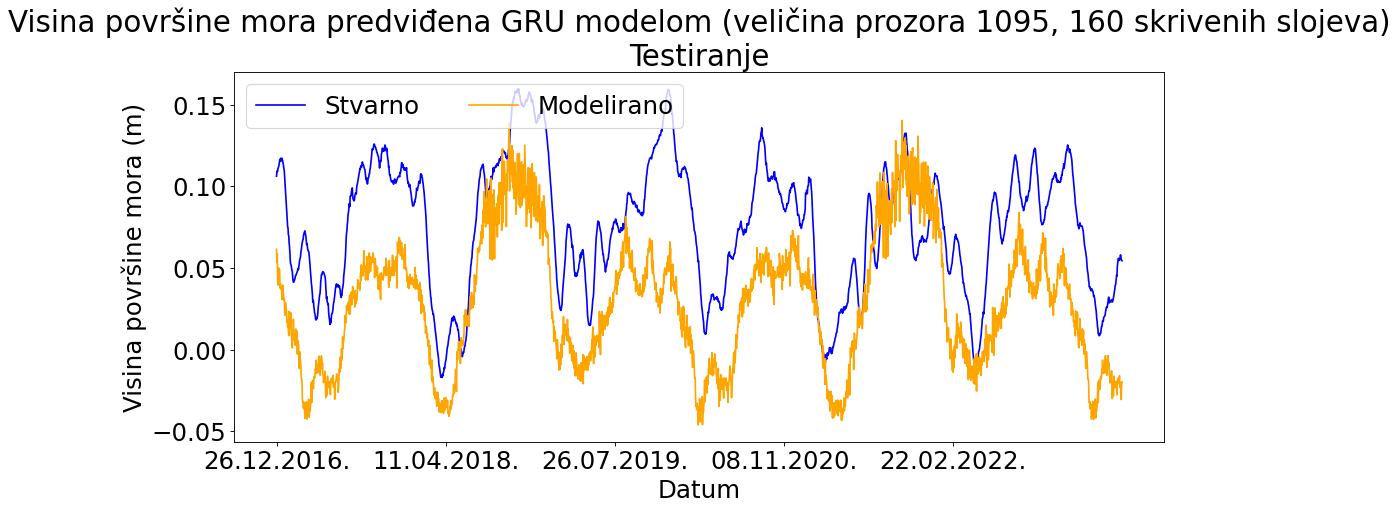 Visina površine mora predviđena GRU modelom (veličina prozora 1095, 160 skrivenih slojeva)
Testiranje
Stvarno Modelirano
Visina površine mora (m)
0.15
0.10
0.05
0.00
−0.05
26.12.2016. 11.04.2018. 26.07.2019. 08.11.2020. 22.02.2022.
Datum